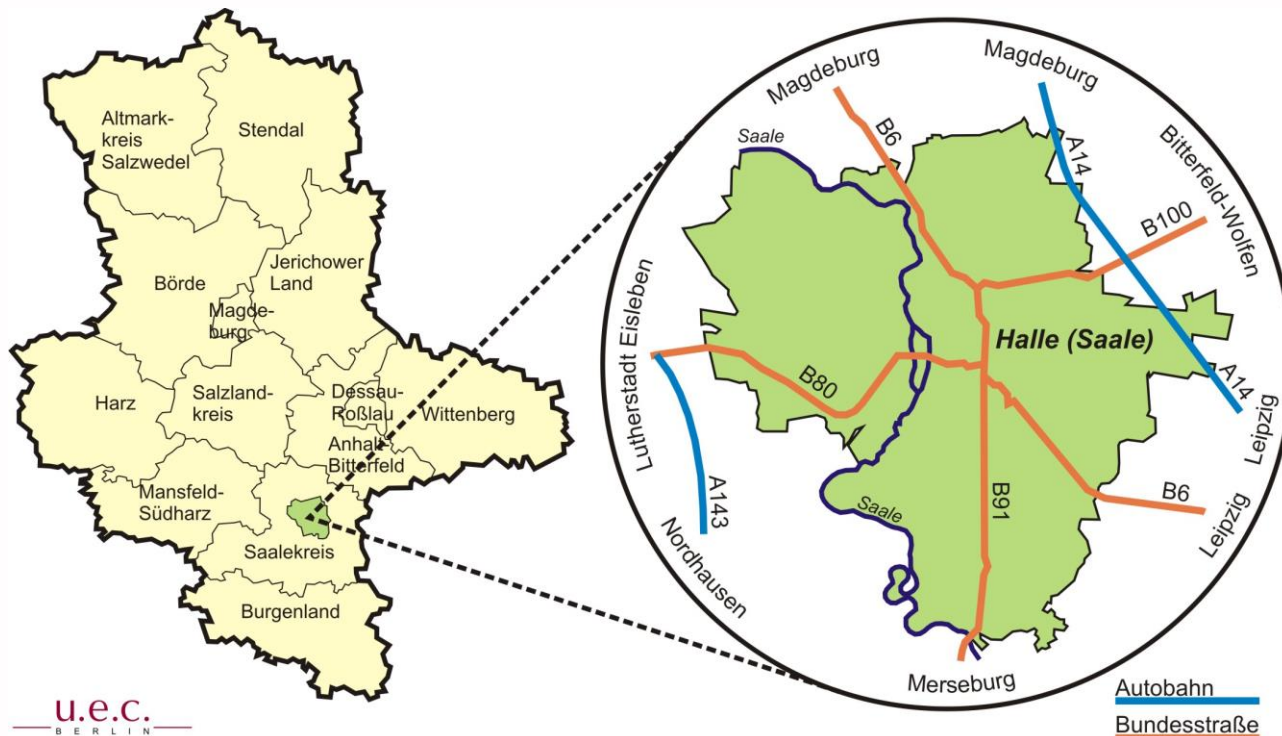 Altmark-
kreis
Salzwedel
Stendal
Börde
Jerichower
Land
Magde-
burg
Harz
Salzland-
kreis
Dessau-
Roßlau
Wittenberg
Anhalt-
Bitterfeld
Mansfeld-
Südharz
Saalekreis
Burgenland
u.e.c.
BERLIN
Magdeburg
Magdeburg
Saale
B6
A14
Bitterfeld-Wolfen
B100
Lutherstadt Eisleben
Halle (Saale)
B80
A14
Leipzig
A143
Saale
B91
B6
Leipzig
Nordhausen
Merseburg
Autobahn
Bundesstraße